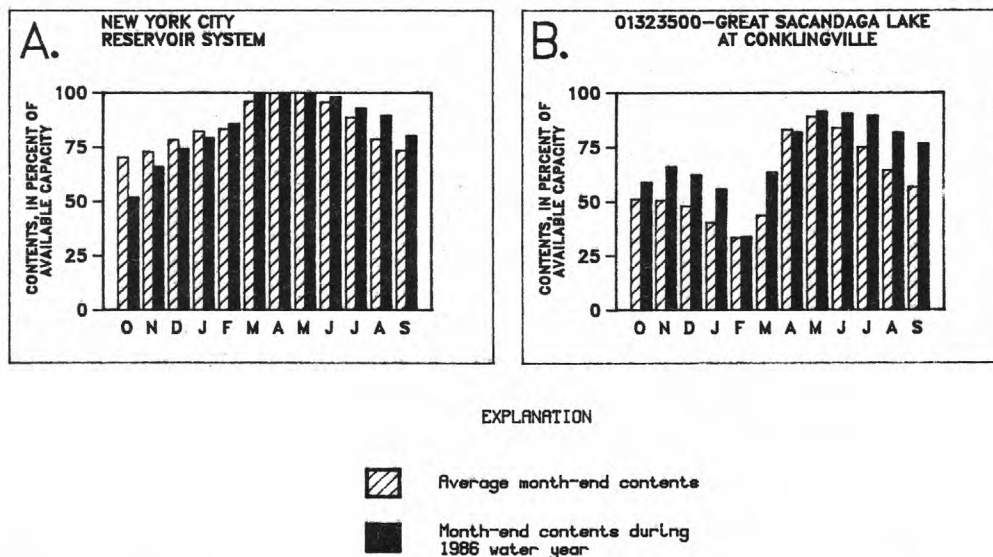 A.
NEW YORK CITY
RESERVOIR SYSTEM
CONTENTS, IN PERCENT OF
AVAILABLE CAPACITY
100
75
50
25
0
O N D J F M A M J J A S
B.
01323500-GREAT SACANDAGA LAKE
AT CONKLINGVILLE
CONTENTS, IN PERCENT OF
AVAILABLE CAPACITY
100
75
50
25
0
O N D J F M A M J J A S
EXPLANATION
Average month-end contents
Month-end contents during
1986 water year